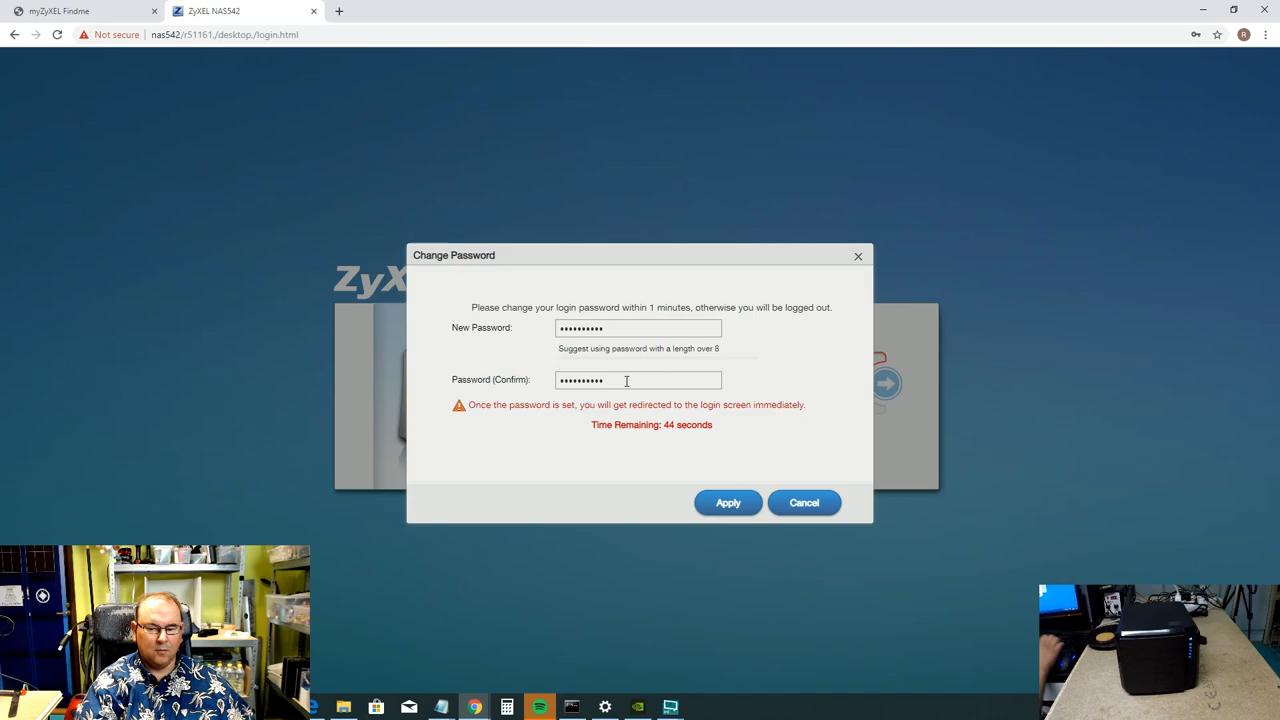 myZyXEL Findme
ZyXEL NAS542
Not secure
nas542/r51161,/desktop,/login.html
R
ZyX
Change Password
Please change your login password within 1 minutes, otherwise you will be logged out.
New Password: ••••••••••
Suggest using password with a length over 8
Password (Confirm): ••••••••••
Once the password is set, you will get redirected to the login screen immediately.
Time Remaining: 44 seconds
Apply
Cancel